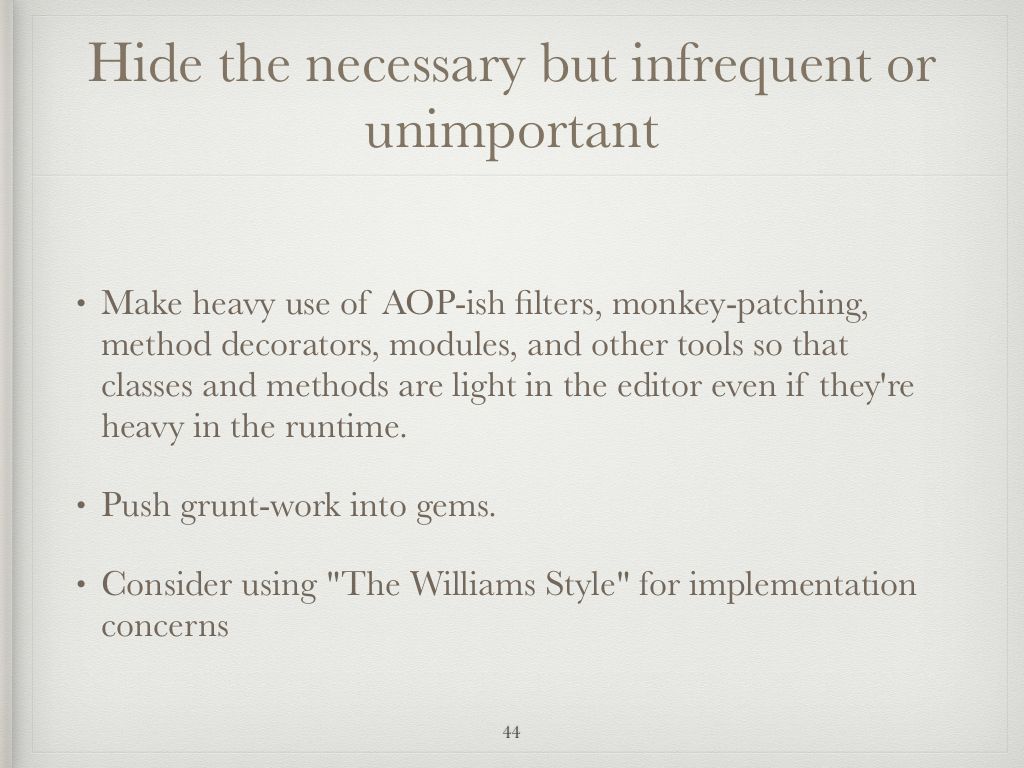 Hide the necessary but infrequent or
unimportant
• Make heavy use of AOP-ish filters, monkey-patching,
method decorators, modules, and other tools so that
classes and methods are light in the editor even if they're
heavy in the runtime.
• Push grunt-work into gems.
• Consider using "The Williams Style" for implementation
concerns
44